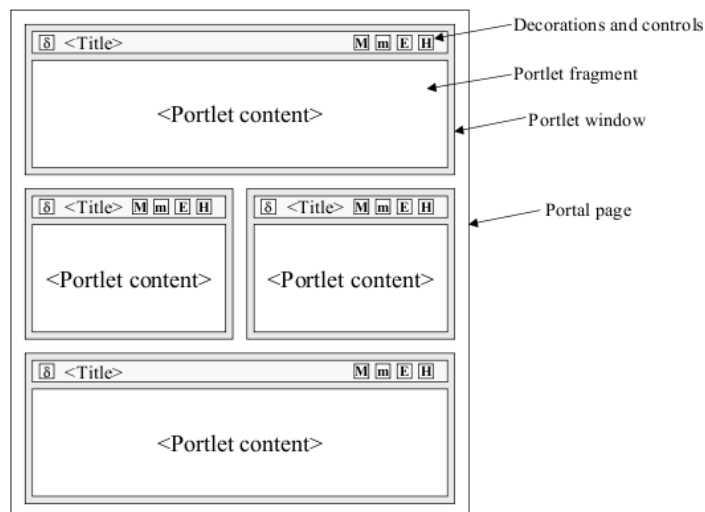 δ <Title> M m E H
<Portlet content>
δ <Title> M m E H
<Portlet content>
δ <Title> M m E H
<Portlet content>
δ <Title> M m E H
<Portlet content>
Decorations and controls
Portlet fragment
Portlet window
Portal page